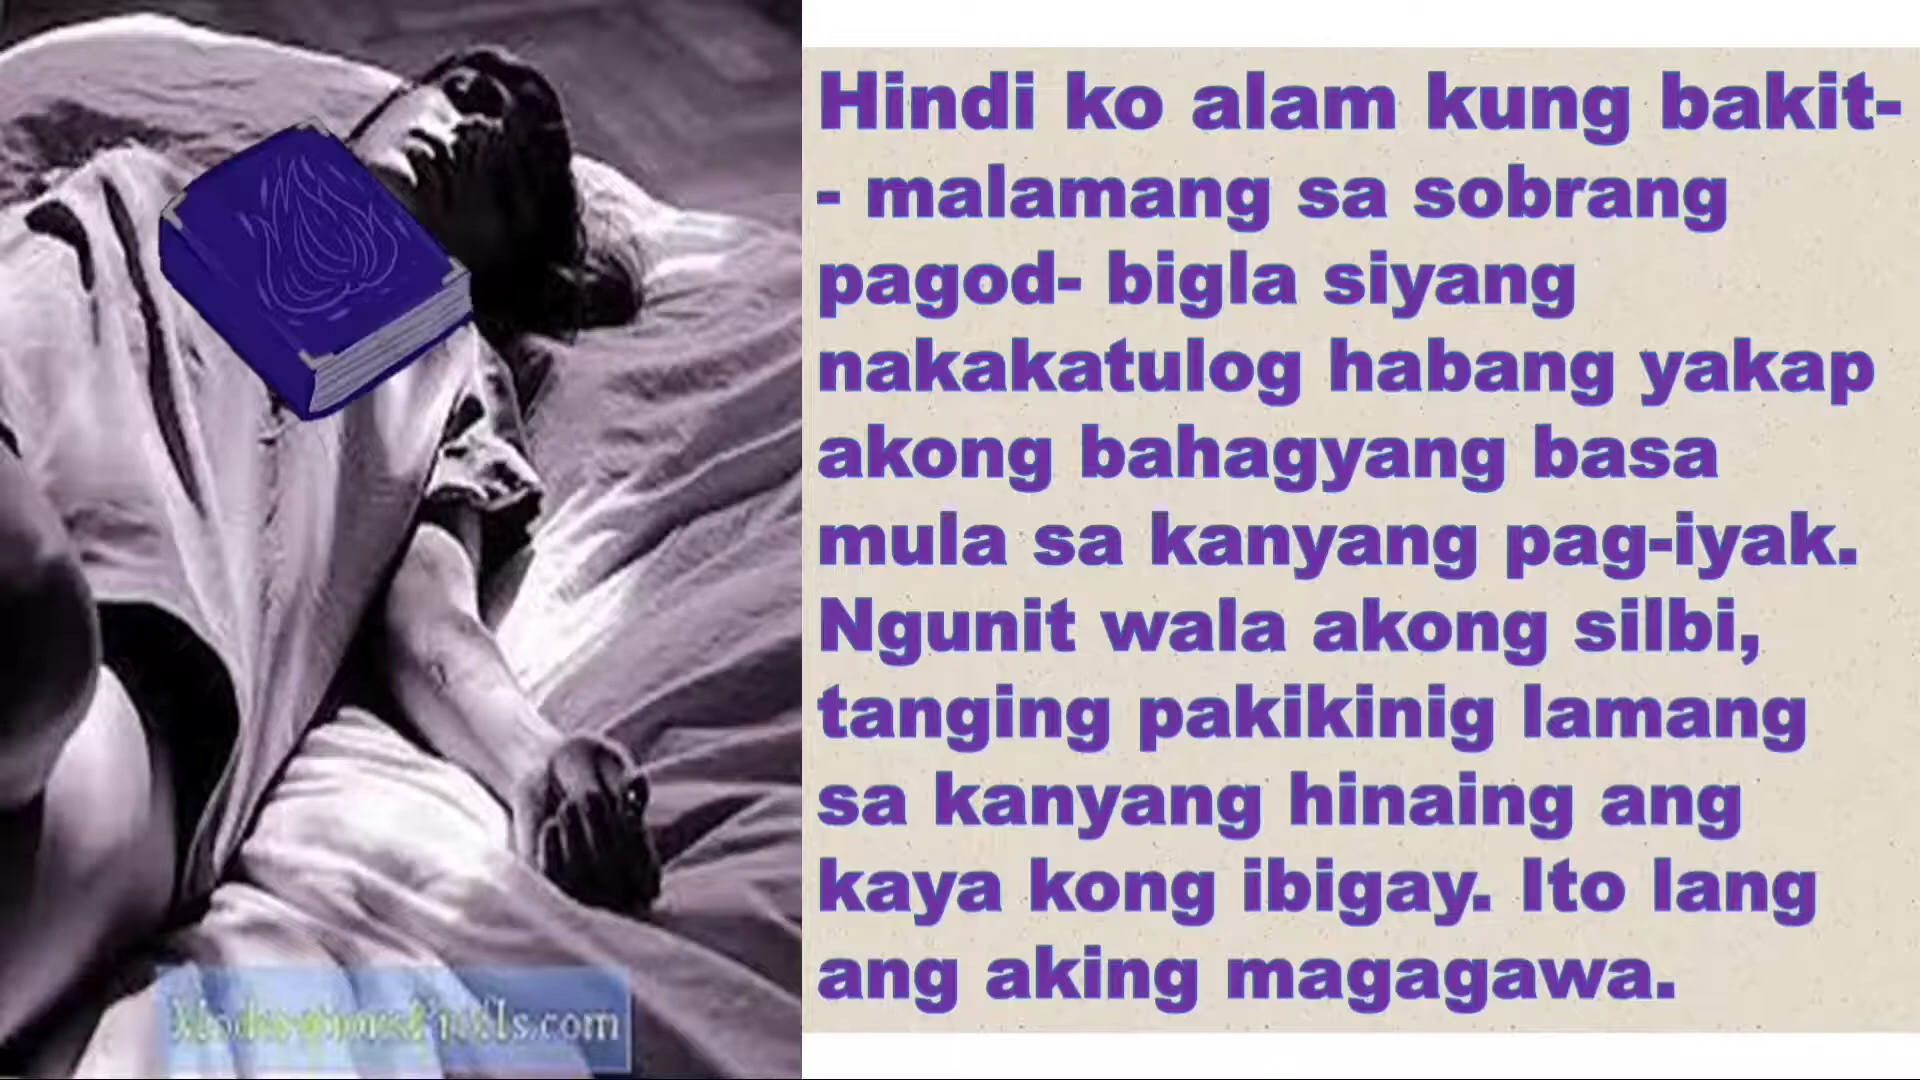 Hindi ko alam kung bakit-
- malamang sa sobrang
pagod- bigla siyang
nakakatulog habang yakap
akong bahagyang basa
mula sa kanyang pag-iyak.
Ngunit wala akong silbi,
tanging pakikinig lamang
sa kanyang hinaing ang
kaya kong ibigay. Ito lang
ang aking magagawa.